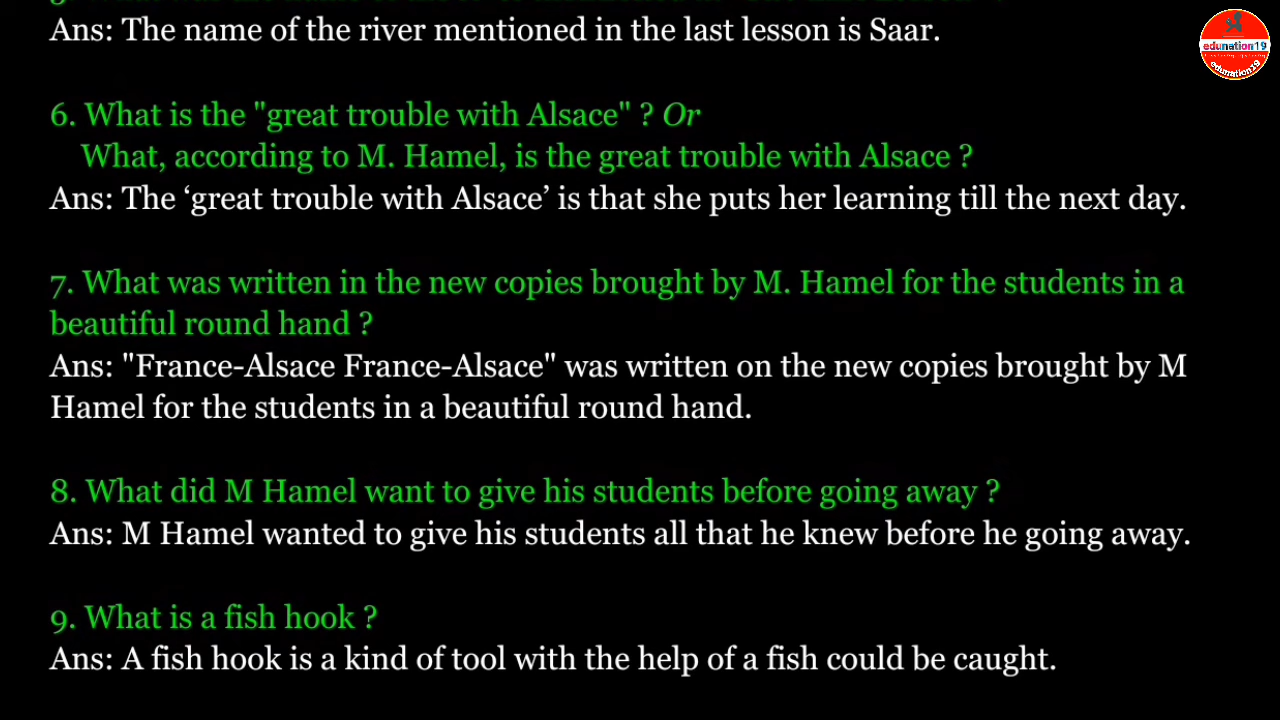 Ans: The name of the river mentioned in the last lesson is Saar.
6. What is the "great trouble with Alsace" ? Or
What, according to M. Hamel, is the great trouble with Alsace ?
Ans: The ‘great trouble with Alsace’ is that she puts her learning till the next day.
7. What was written in the new copies brought by M. Hamel for the students in a
beautiful round hand ?
Ans: "France-Alsace France-Alsace" was written on the new copies brought by M
Hamel for the students in a beautiful round hand.
8. What did M Hamel want to give his students before going away ?
Ans: M Hamel wanted to give his students all that he knew before he going away.
9. What is a fish hook ?
Ans: A fish hook is a kind of tool with the help of a fish could be caught.
edunation19
edunation19